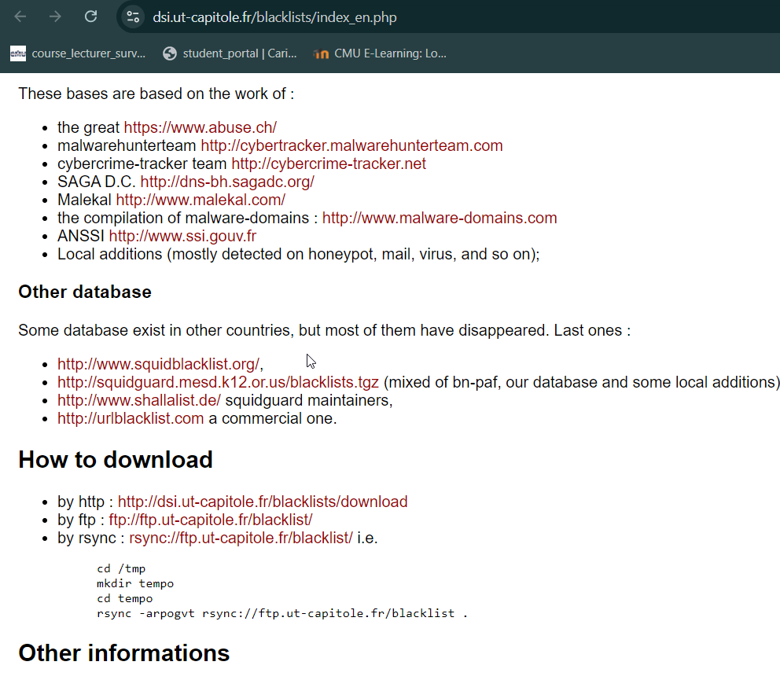 dsi.ut-capitole.fr/blacklists/index_en.php
course_lecturer_surv... student_portal | Cari... CMU E-Learning: Lo...
These bases are based on the work of :
• the great https://www.abuse.ch/
• malwarehunterteam http://cybertracker.malwarehunterteam.com
• cybercrime-tracker team http://cybercrime-tracker.net
• SAGA D.C. http://dns-bh.sagadc.org/
• Malekal http://www.malekal.com/
• the compilation of malware-domains : http://www.malware-domains.com
• ANSSI http://www.ssi.gouv.fr
• Local additions (mostly detected on honeypot, mail, virus, and so on);
Other database
Some database exist in other countries, but most of them have disappeared. Last ones :
• http://www.squidblacklist.org/,
• http://squidguard.mesd.k12.or.us/blacklists.tgz (mixed of bn-paf, our database and some local additions)
• http://www.shallalist.de/ squidguard maintainers,
• http://urlblacklist.com a commercial one.
How to download
• by http : http://dsi.ut-capitole.fr/blacklists/download
• by ftp : ftp://ftp.ut-capitole.fr/blacklist/
• by rsync : rsync://ftp.ut-capitole.fr/blacklist/ i.e.
cd /tmp
mkdir tempo
cd tempo
rsync -arpogvt rsync://ftp.ut-capitole.fr/blacklist .
Other informations